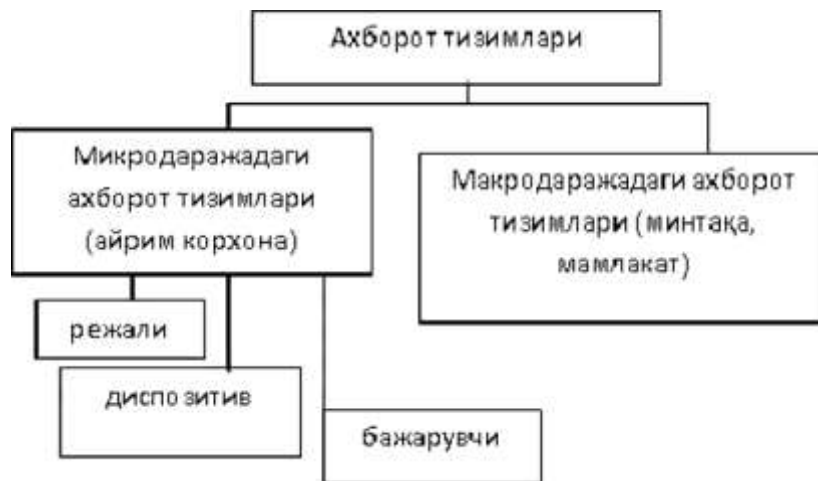 Ахборот тизимлари
Микродаражадаги
ахборот тизимлари
(айрим корхона)
Макродаражадаги ахборот
тизимлари (минтақа,
мамлакат)
режали
диспозитив
бажарувчи